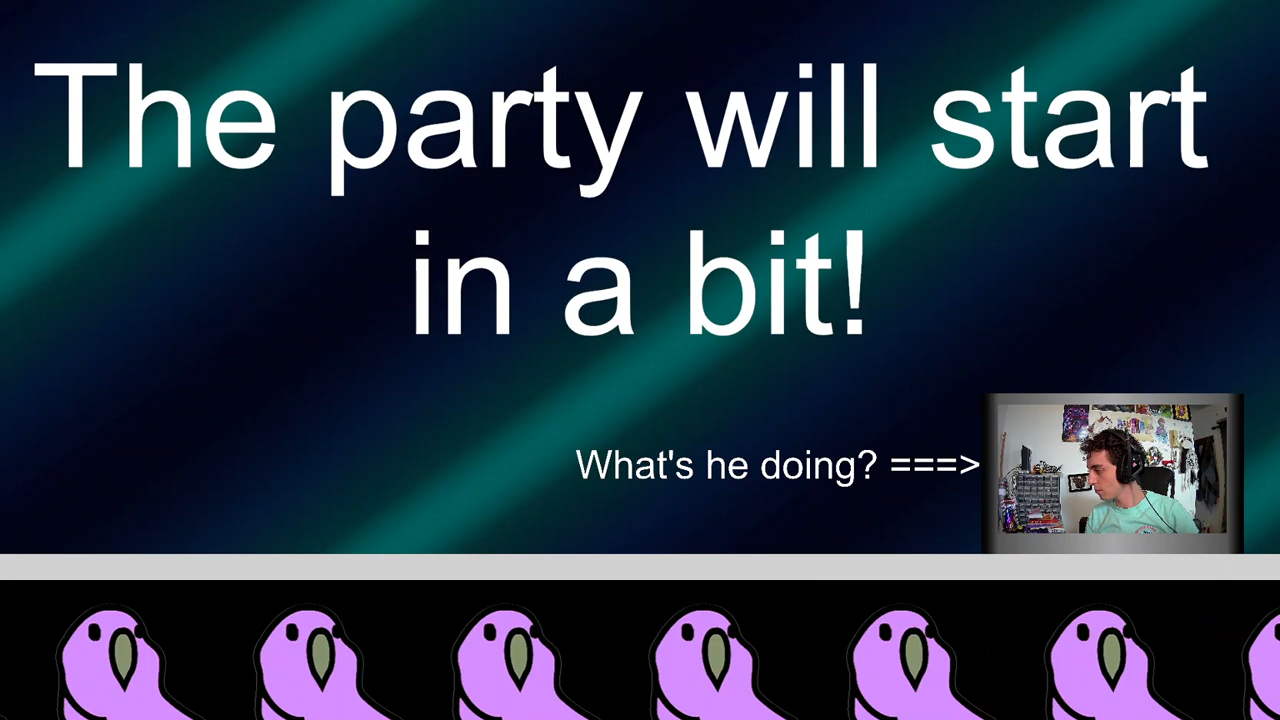 The party will start
in a bit!
What's he doing? ===>